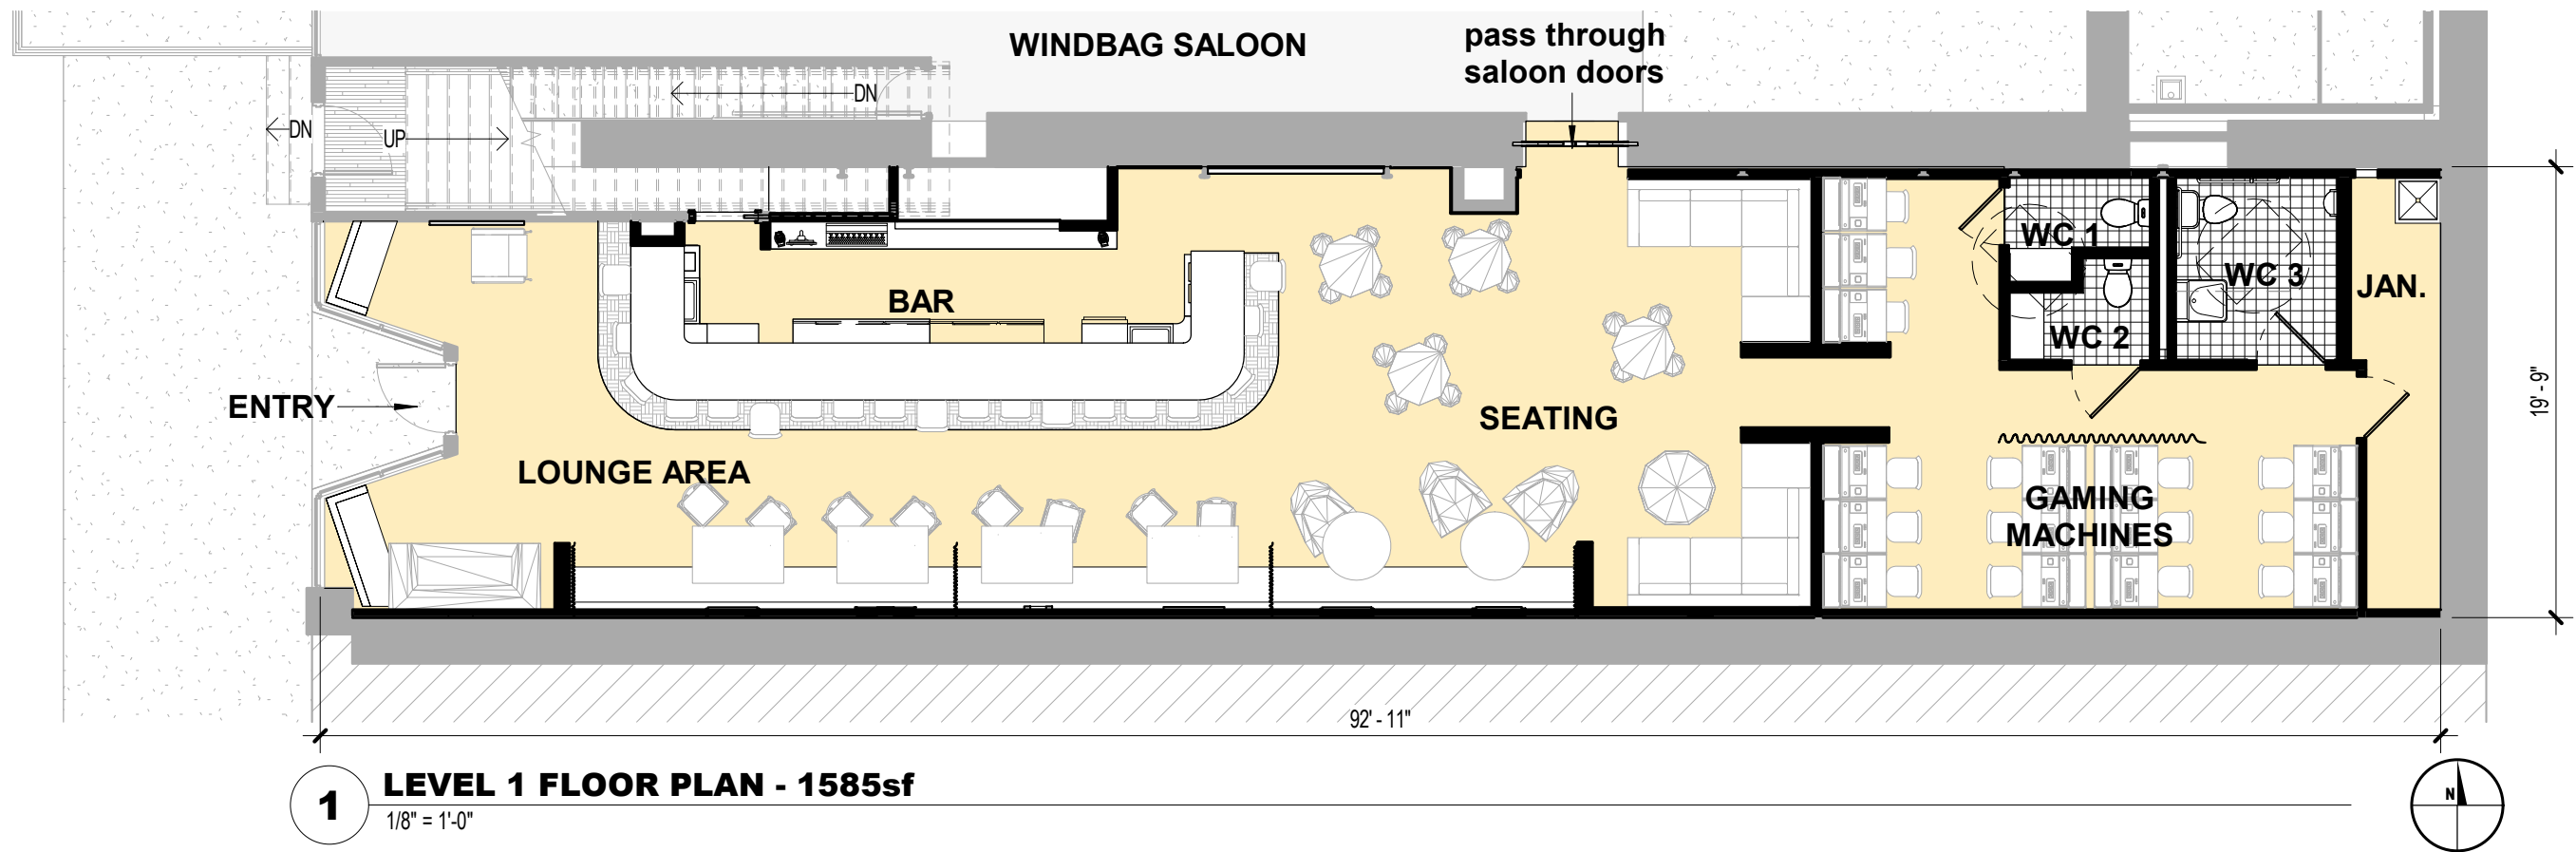 WINDBAG SALOON
pass through
saloon doors
DN
DN
UP
WC 1
BAR
WC 3
JAN.
WC 2
ENTRY
SEATING
19' - 9"
LOUNGE AREA
GAMING
MACHINES
92' - 11"
1
LEVEL 1 FLOOR PLAN - 1585sf
1/8" = 1'-0"
N